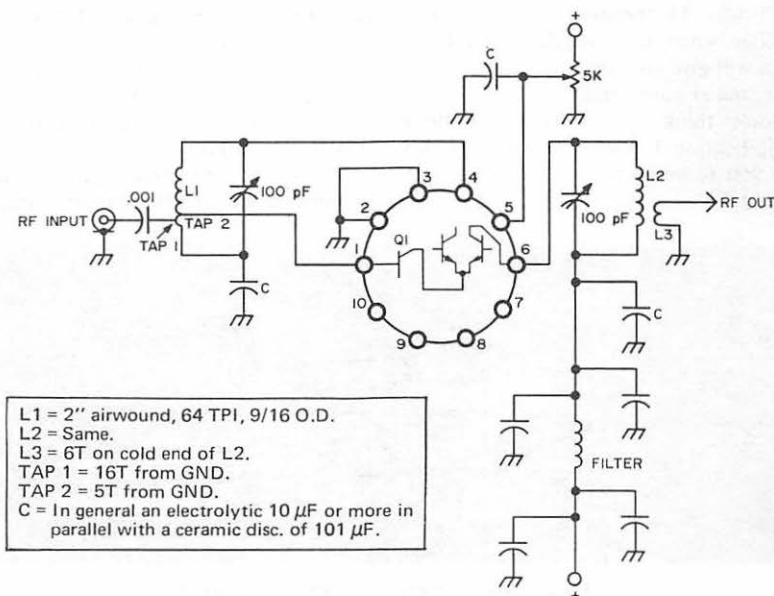 +
C
5K
L1
100 pF
3
4
2
5
L2
RF INPUT
.001
TAP 1
TAP 2
1
Q1
6
100 pF
L3
RF OUT
C
10
7
9
8
C
L1 = 2" airwound, 64 TPI, 9/16 O.D.
L2 = Same.
L3 = 6T on cold end of L2.
TAP 1 = 16T from GND.
TAP 2 = 5T from GND.
C = In general an electrolytic 10 µF or more in
parallel with a ceramic disc. of 101 µF.
FILTER
+